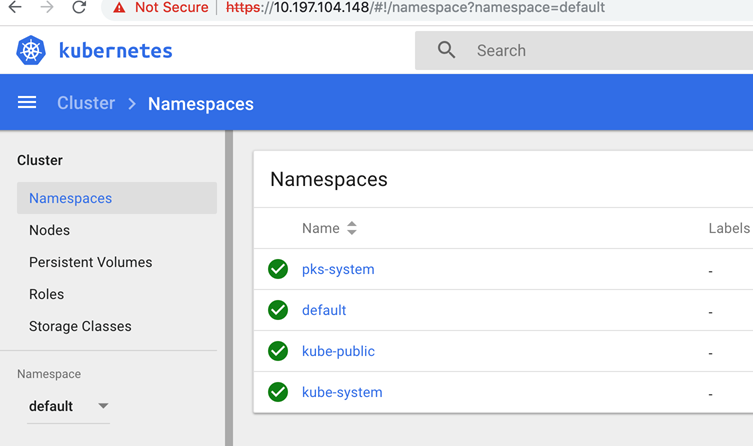 Not Secure | https://10.197.104.148/#!/namespace?namespace=default
kubernetes
Search
Cluster > Namespaces
Cluster
Namespaces
Nodes
Persistent Volumes
Roles
Storage Classes
Namespace
default
Namespaces
Name Labels
pks-system -
default -
kube-public -
kube-system -